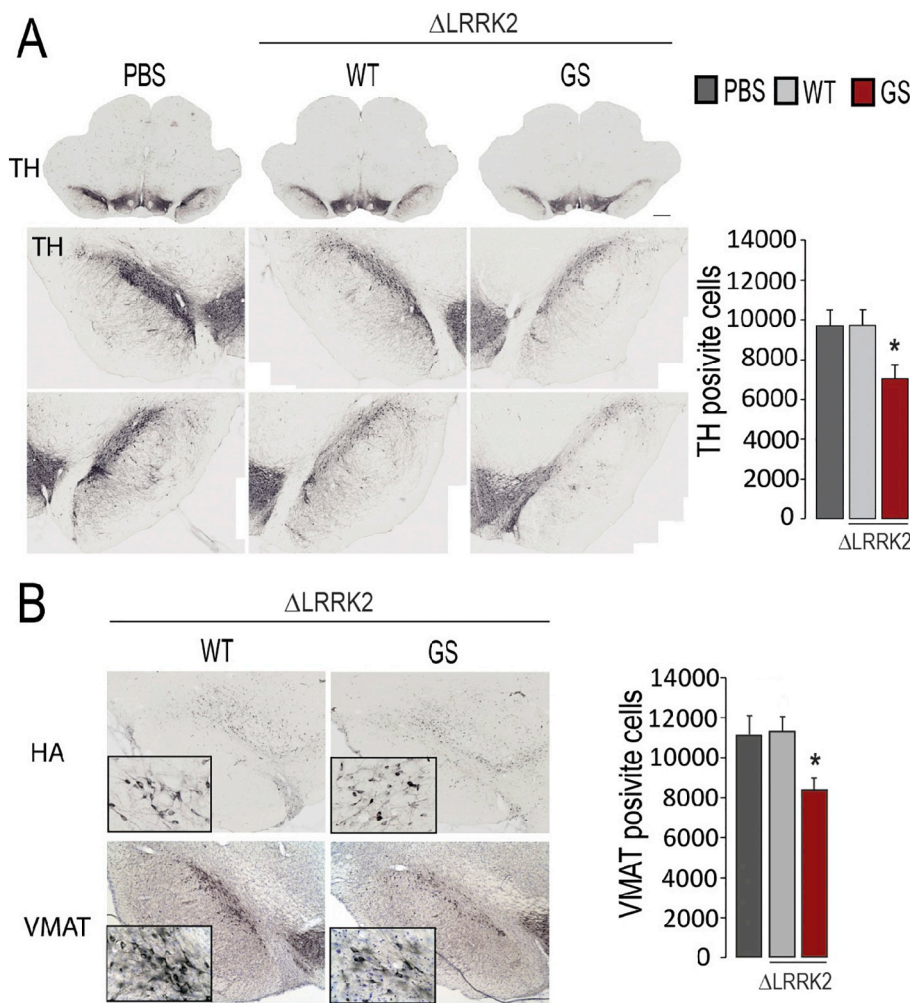 A
ΔLRRK2
PBS WT GS
PBS WT GS
TH
TH
TH posivite cells
14000
12000
10000
8000
6000
4000
2000
0
*
ΔLRRK2
B
ΔLRRK2
WT GS
HA
VMAT
VMAT posivite cells
14000
12000
10000
8000
6000
4000
2000
0
*
ΔLRRK2